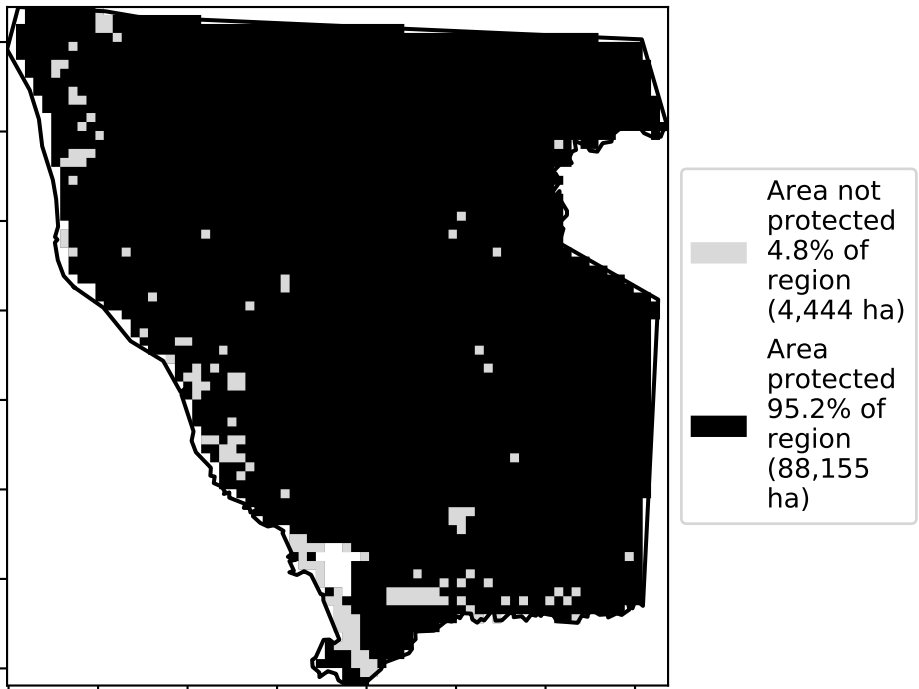 Area not
protected
4.8% of
region
(4,444 ha)
Area
protected
95.2% of
region
(88,155
ha)